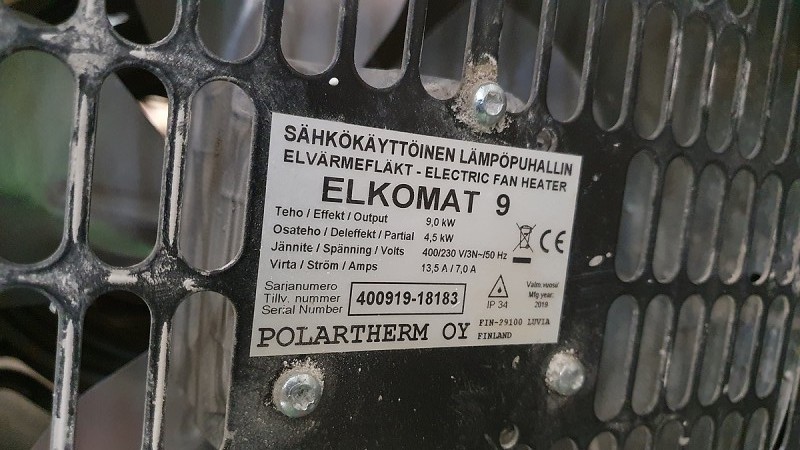 SÄHKÖKÄYTTÖINEN LÄMPÖPUHALLIN
ELVÄRMEFLÄKT - ELECTRIC FAN HEATER
ELKOMAT 9
Teho / Effekt / Output 9,0 kW
Osateho / Deleffekt / Partial 4,5 kW
Jännite / Spänning / Volts 400/230 V/3N~/50 Hz
Virta / Ström / Amps 13,5 A / 7,0 A
CE
Sarjanumero
Tillv. nummer
Serial Number
400919-18183
IP 34
Valm.vuosi/
Mfg year.
2019
POLARTHERM OY
FIN-29100 LUVIA
FINLAND